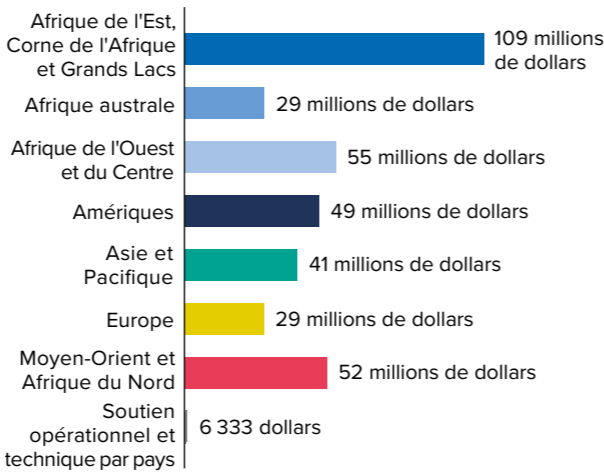 Afrique de l'Est,
Corne de l'Afrique
et Grands Lacs
109 millions
de dollars
Afrique australe
29 millions de dollars
Afrique de l'Ouest
et du Centre
55 millions de dollars
Amériques
49 millions de dollars
Asie et
Pacifique
41 millions de dollars
Europe
29 millions de dollars
Moyen-Orient et
Afrique du Nord
52 millions de dollars
Soutien
opérationnel et
technique par pays
6 333 dollars